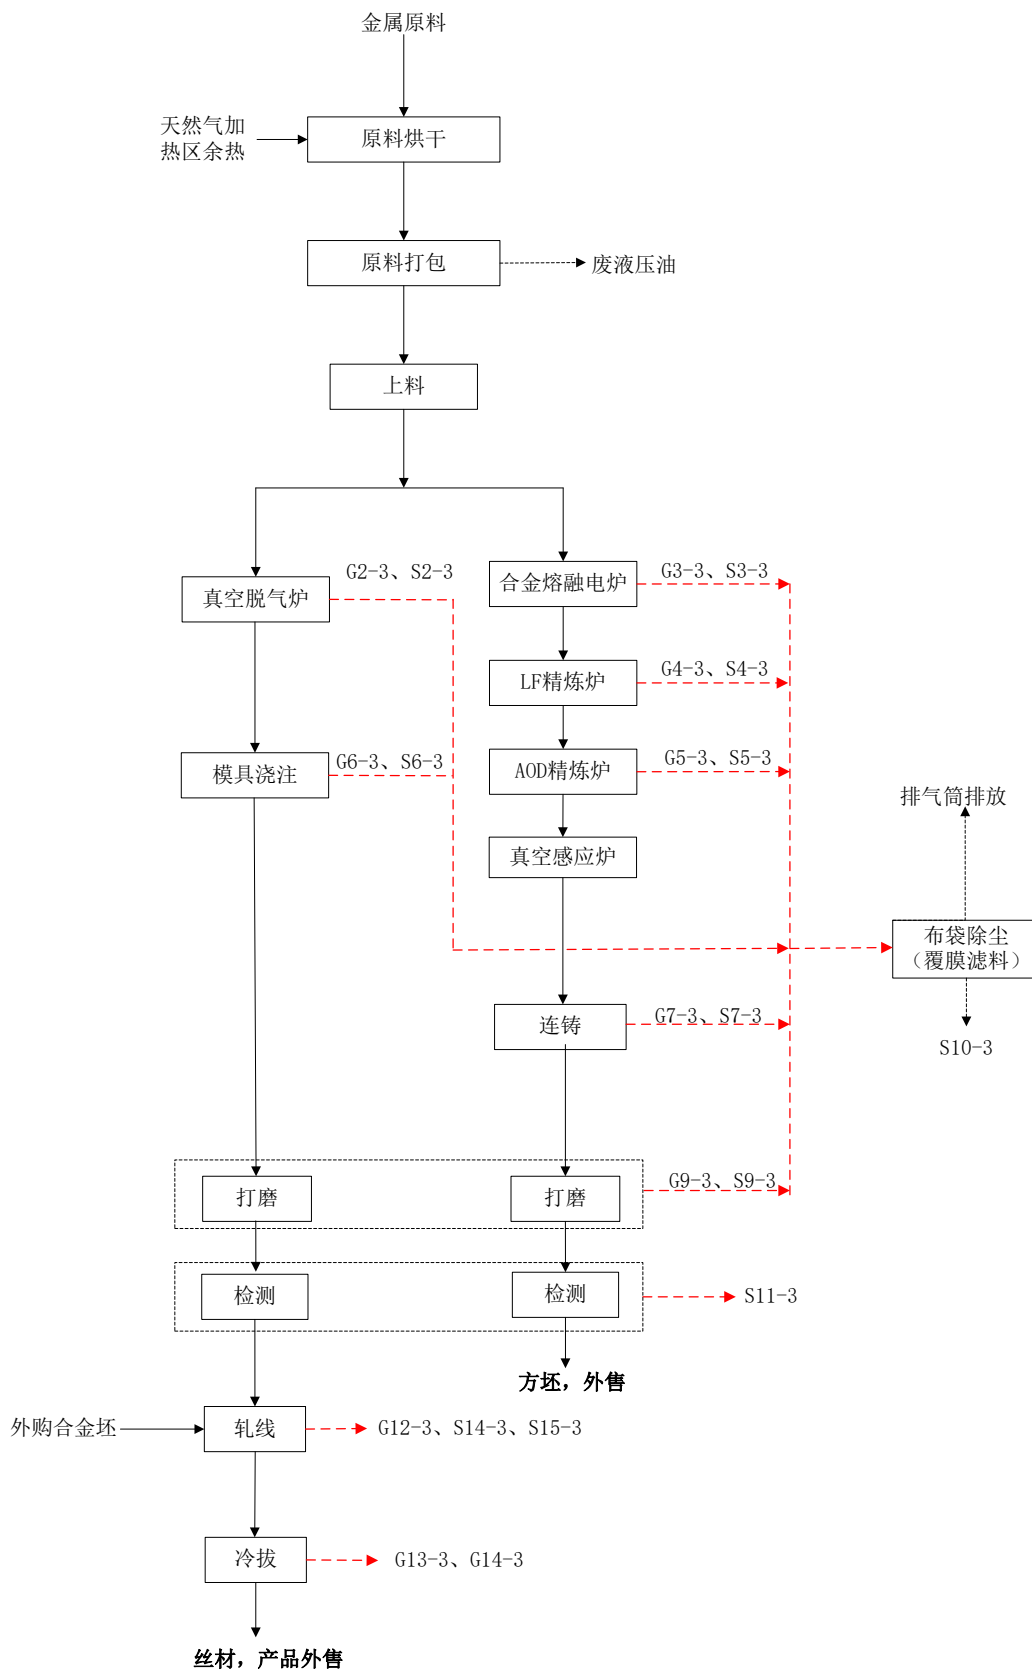 金属原料
天然气加
热区余热
原料烘干
原料打包
废液压油
上料
G2-3、S2-3
真空脱气炉
合金熔融电炉
G3-3、S3-3
LF精炼炉
G4-3、S4-3
模具浇注
G6-3、S6-3
AOD精炼炉
G5-3、S5-3
排气筒排放
真空感应炉
布袋除尘
（覆膜滤料）
连铸
G7-3、S7-3
S10-3
打磨
打磨
G9-3、S9-3
检测
检测
S11-3
方坯，外售
外购合金坯
轧线
G12-3、S14-3、S15-3
冷拔
G13-3、G14-3
丝材，产品外售